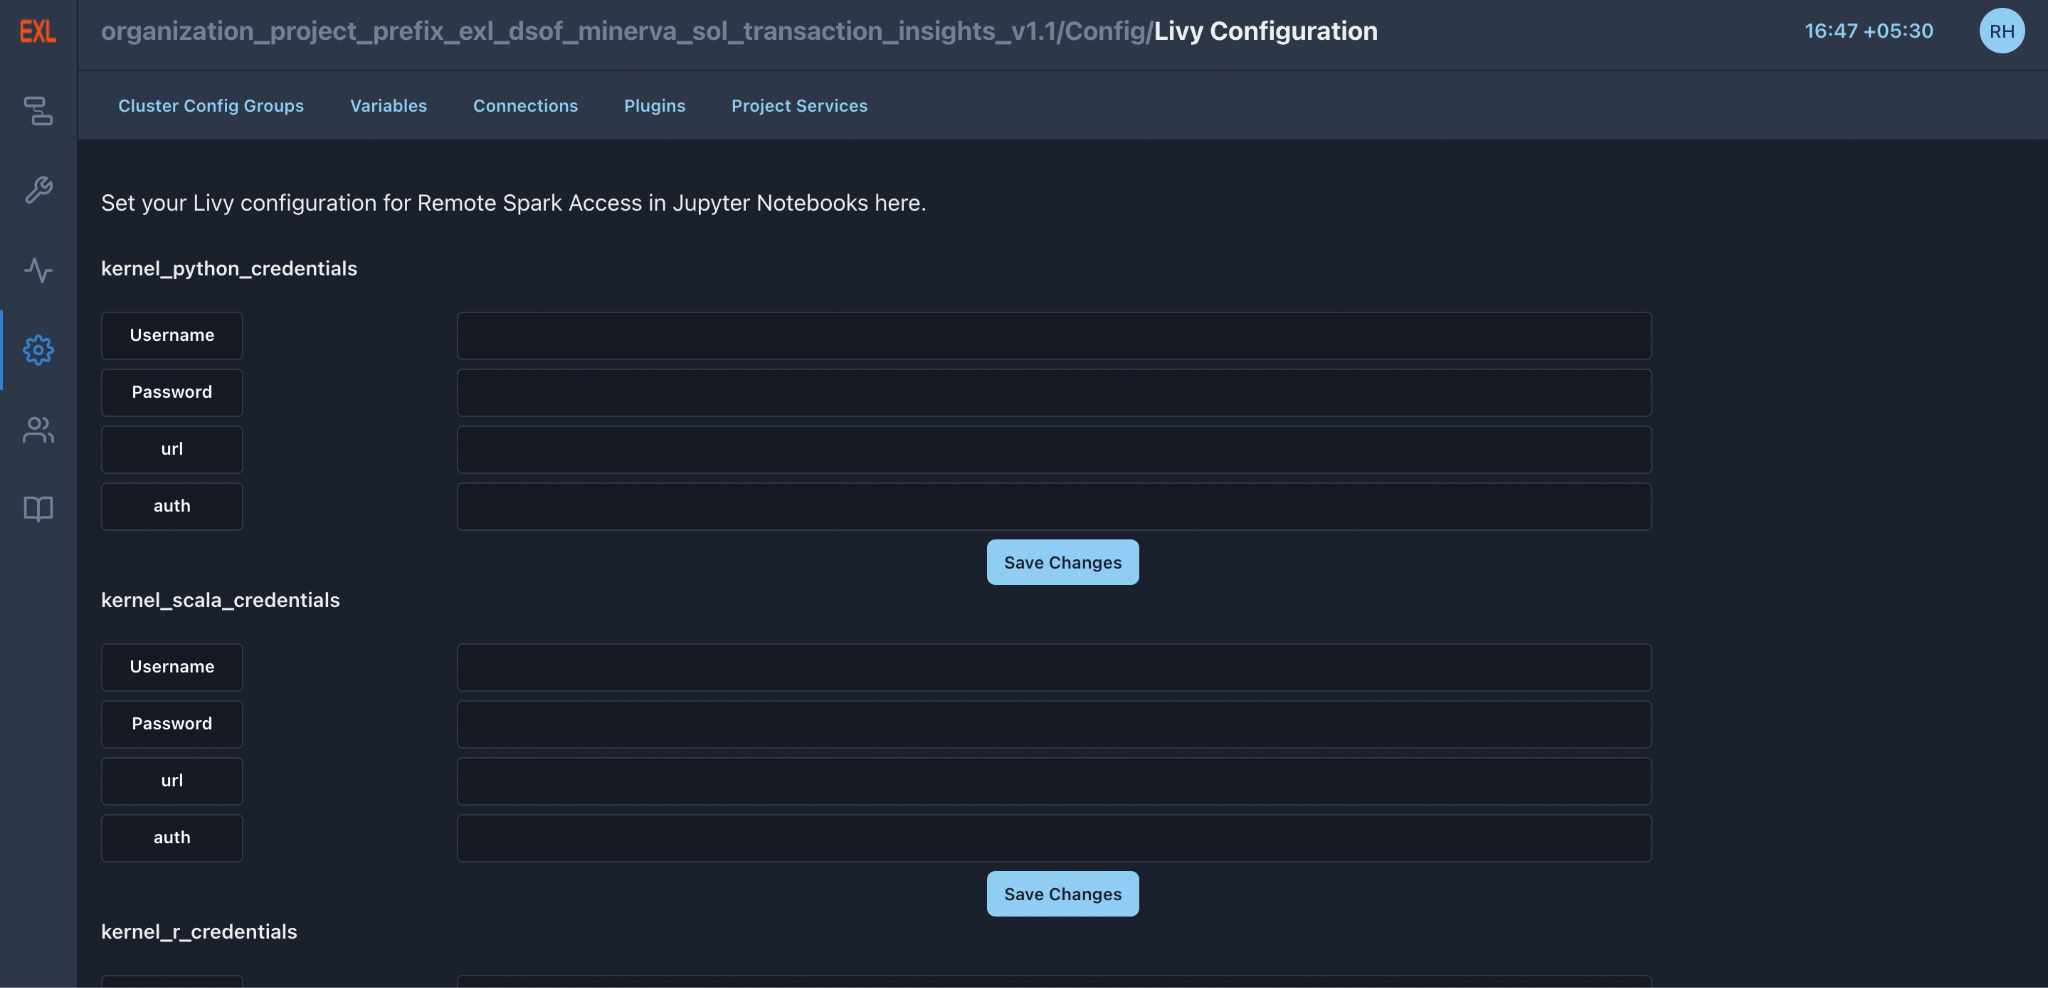 EXL
organization_project_prefix_exl_dsof_minerva_sol_transaction_insights_v1.1/Config/Livy Configuration
16:47 +05:30
RH
Cluster Config Groups Variables Connections Plugins Project Services
Set your Livy configuration for Remote Spark Access in Jupyter Notebooks here.
kernel_python_credentials
Username
Password
url
auth
Save Changes
kernel_scala_credentials
Username
Password
url
auth
Save Changes
kernel_r_credentials